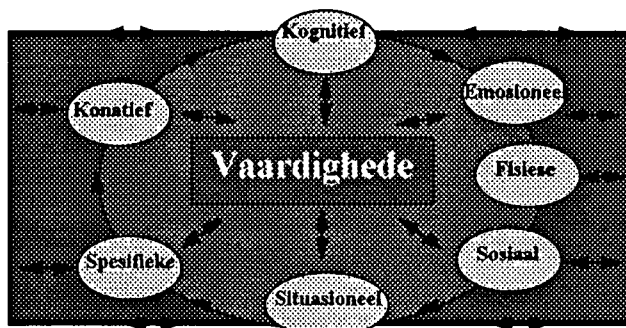 Kognitief
Emosioneel
Konatief
Vaardighede
Fisiese
Spesifieke
Sosiaal
Situasioneel